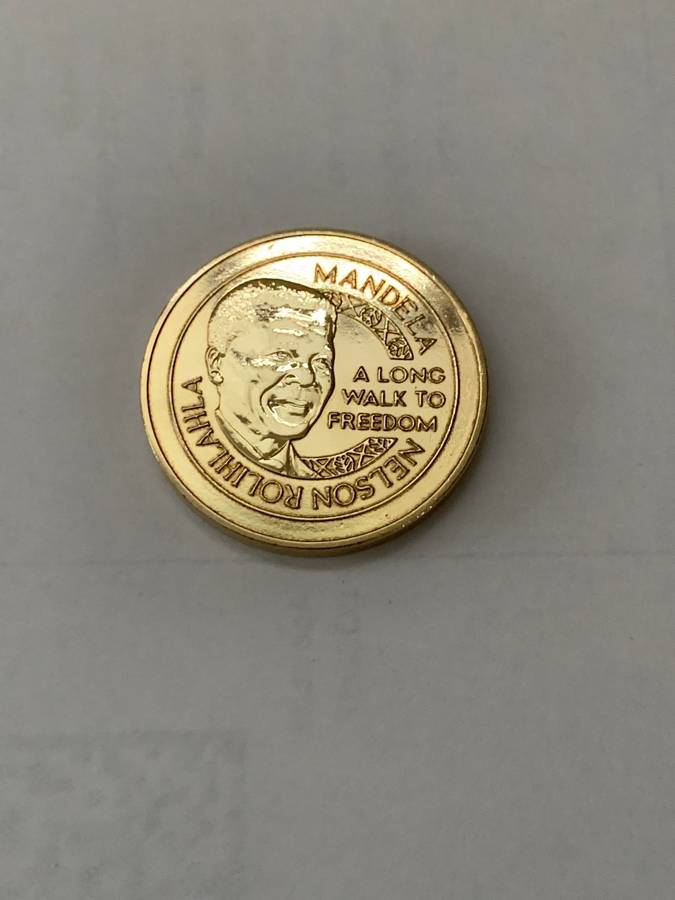 MANDELA
A LONG
WALK TO
FREEDOM
NELSON ROLIHLAHLA